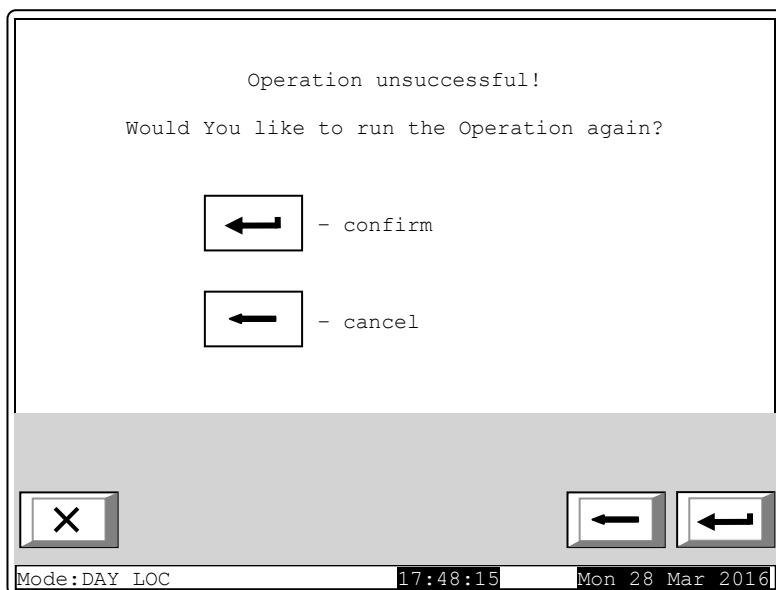 Operation unsuccessful!
Would You like to run the Operation again?
- confirm
- cancel
Mode:DAY LOC 17:48:15 Mon 28 Mar 2016